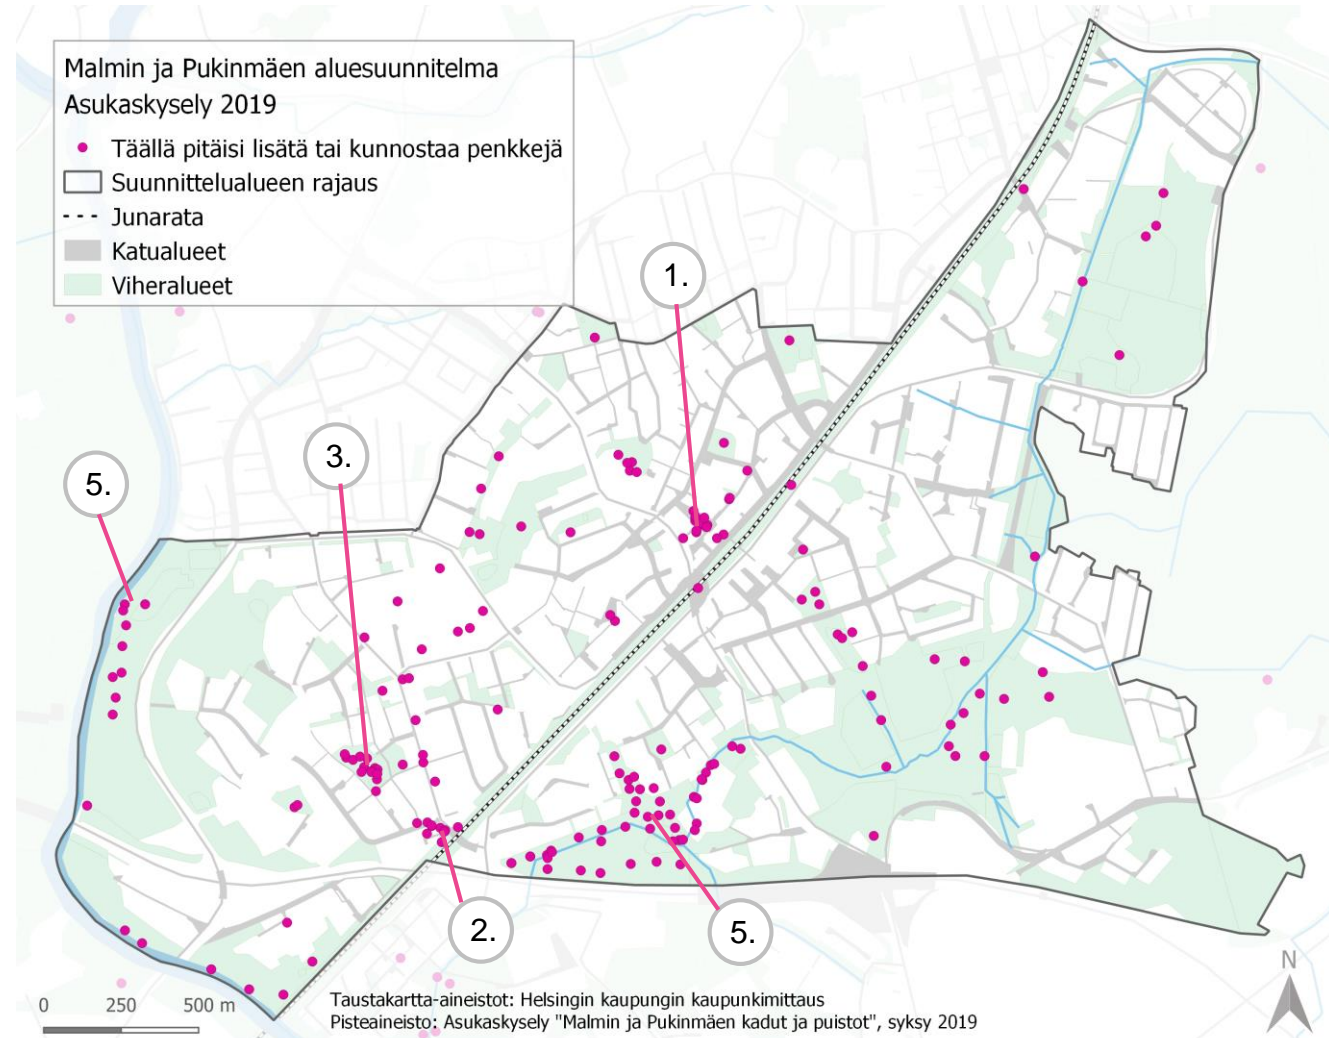 Malmin ja Pukinmäen aluesuunnitelma
Asukaskysely 2019
Täällä pitäisi lisätä tai kunnostaa penkkejä
Suunnittelualueen rajaus
Junarata
Katualueet
Viheralueet
1.
3.
5.
2.
5.
N
0 250 500 m
Taustakartta-aineistot: Helsingin kaupungin kaupunkimittaus
Pisteaineisto: Asukaskysely "Malmin ja Pukinmäen kadut ja puistot", syksy 2019